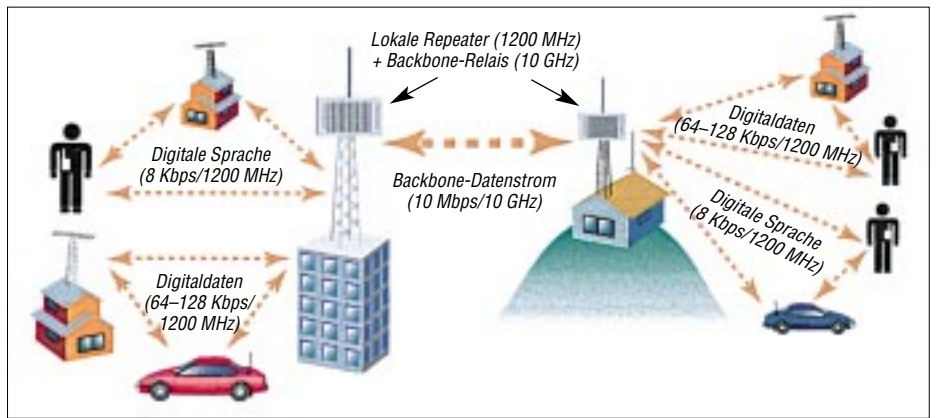 Lokale Repeater (1200 MHz)
+ Backbone-Relais (10 GHz)
Digitale Sprache
(8 Kbps/1200 MHz)
Backbone-Datenstrom
(10 Mbps/10 GHz)
Digitaldaten
(64–128 Kbps/
1200 MHz)
Digitaldaten
(64–128 Kbps/1200 MHz)
Digitale Sprache
(8 Kbps/1200 MHz)